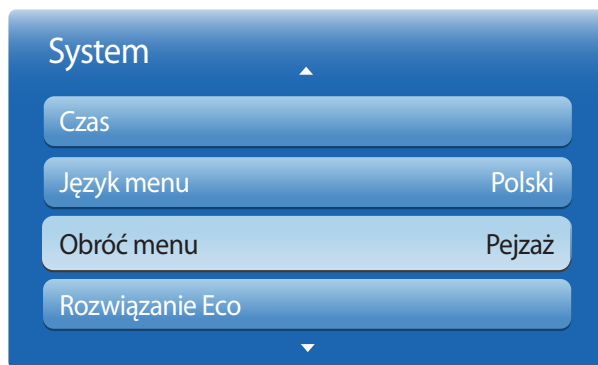 System
Czas
Język menu Polski
Obróć menu Pejzaż
Rozwiązanie Eco